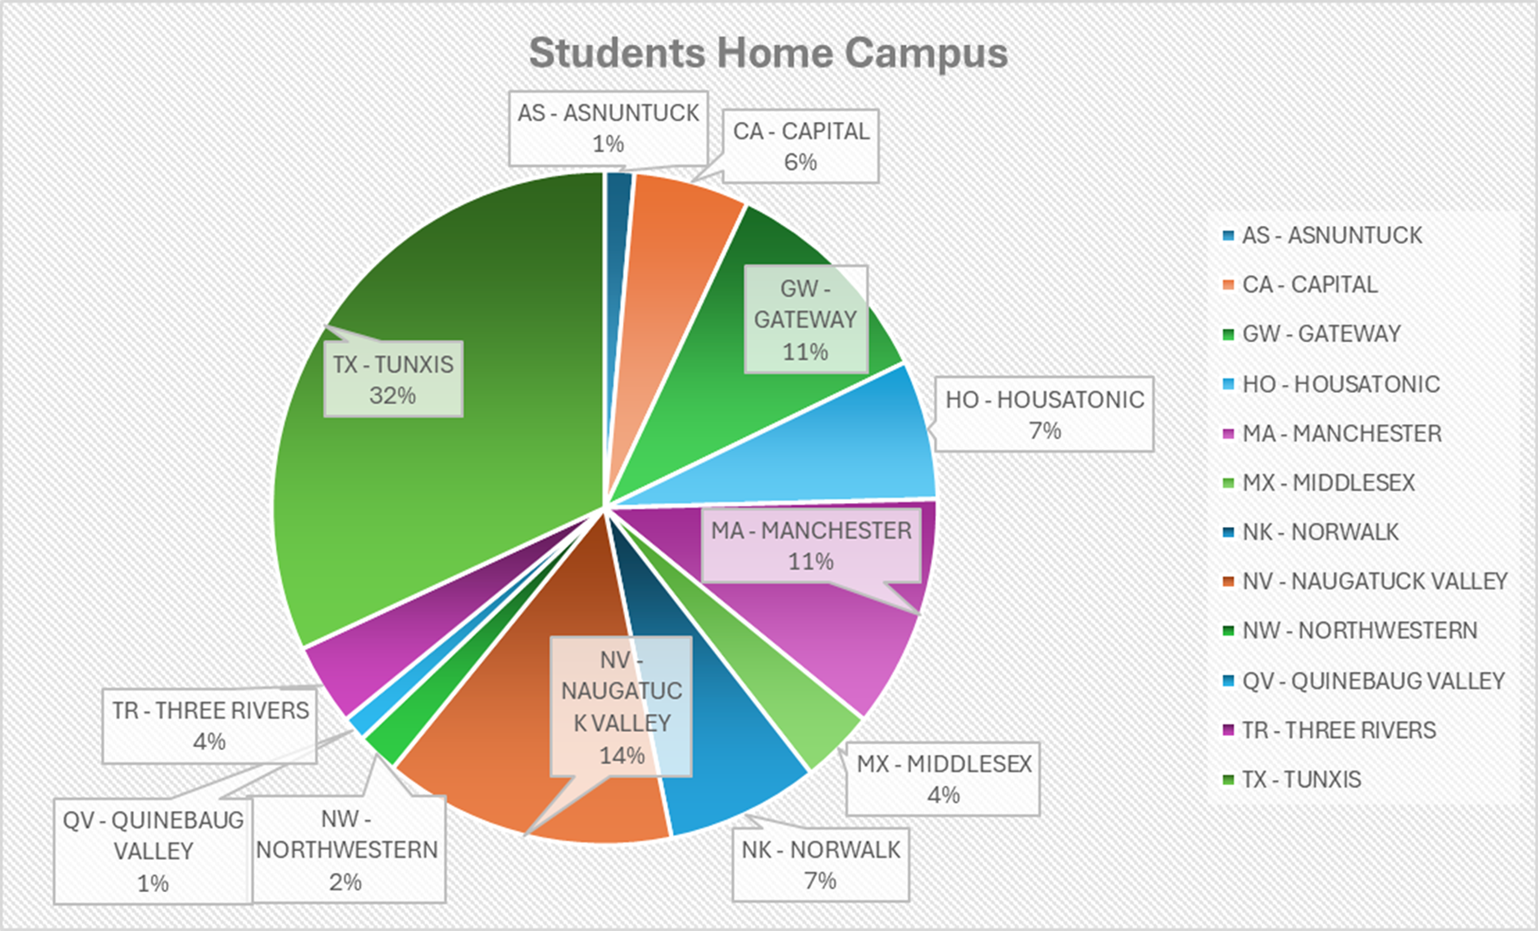 Students Home Campus
AS - ASNUNTUCK
1%
CA - CAPITAL
6%
GW -
GATEWAY
11%
HO - HOUSATONIC
7%
MA - MANCHESTER
11%
MX - MIDDLESEX
4%
NK - NORWALK
7%
NV -
NAUGATUC
K VALLEY
14%
NW -
NORTHWESTERN
2%
QV - QUINEBAUG
VALLEY
1%
TR - THREE RIVERS
4%
TX - TUNXIS
32%
AS - ASNUNTUCK
CA - CAPITAL
GW - GATEWAY
HO - HOUSATONIC
MA - MANCHESTER
MX - MIDDLESEX
NK - NORWALK
NV - NAUGATUCK VALLEY
NW - NORTHWESTERN
QV - QUINEBAUG VALLEY
TR - THREE RIVERS
TX - TUNXIS